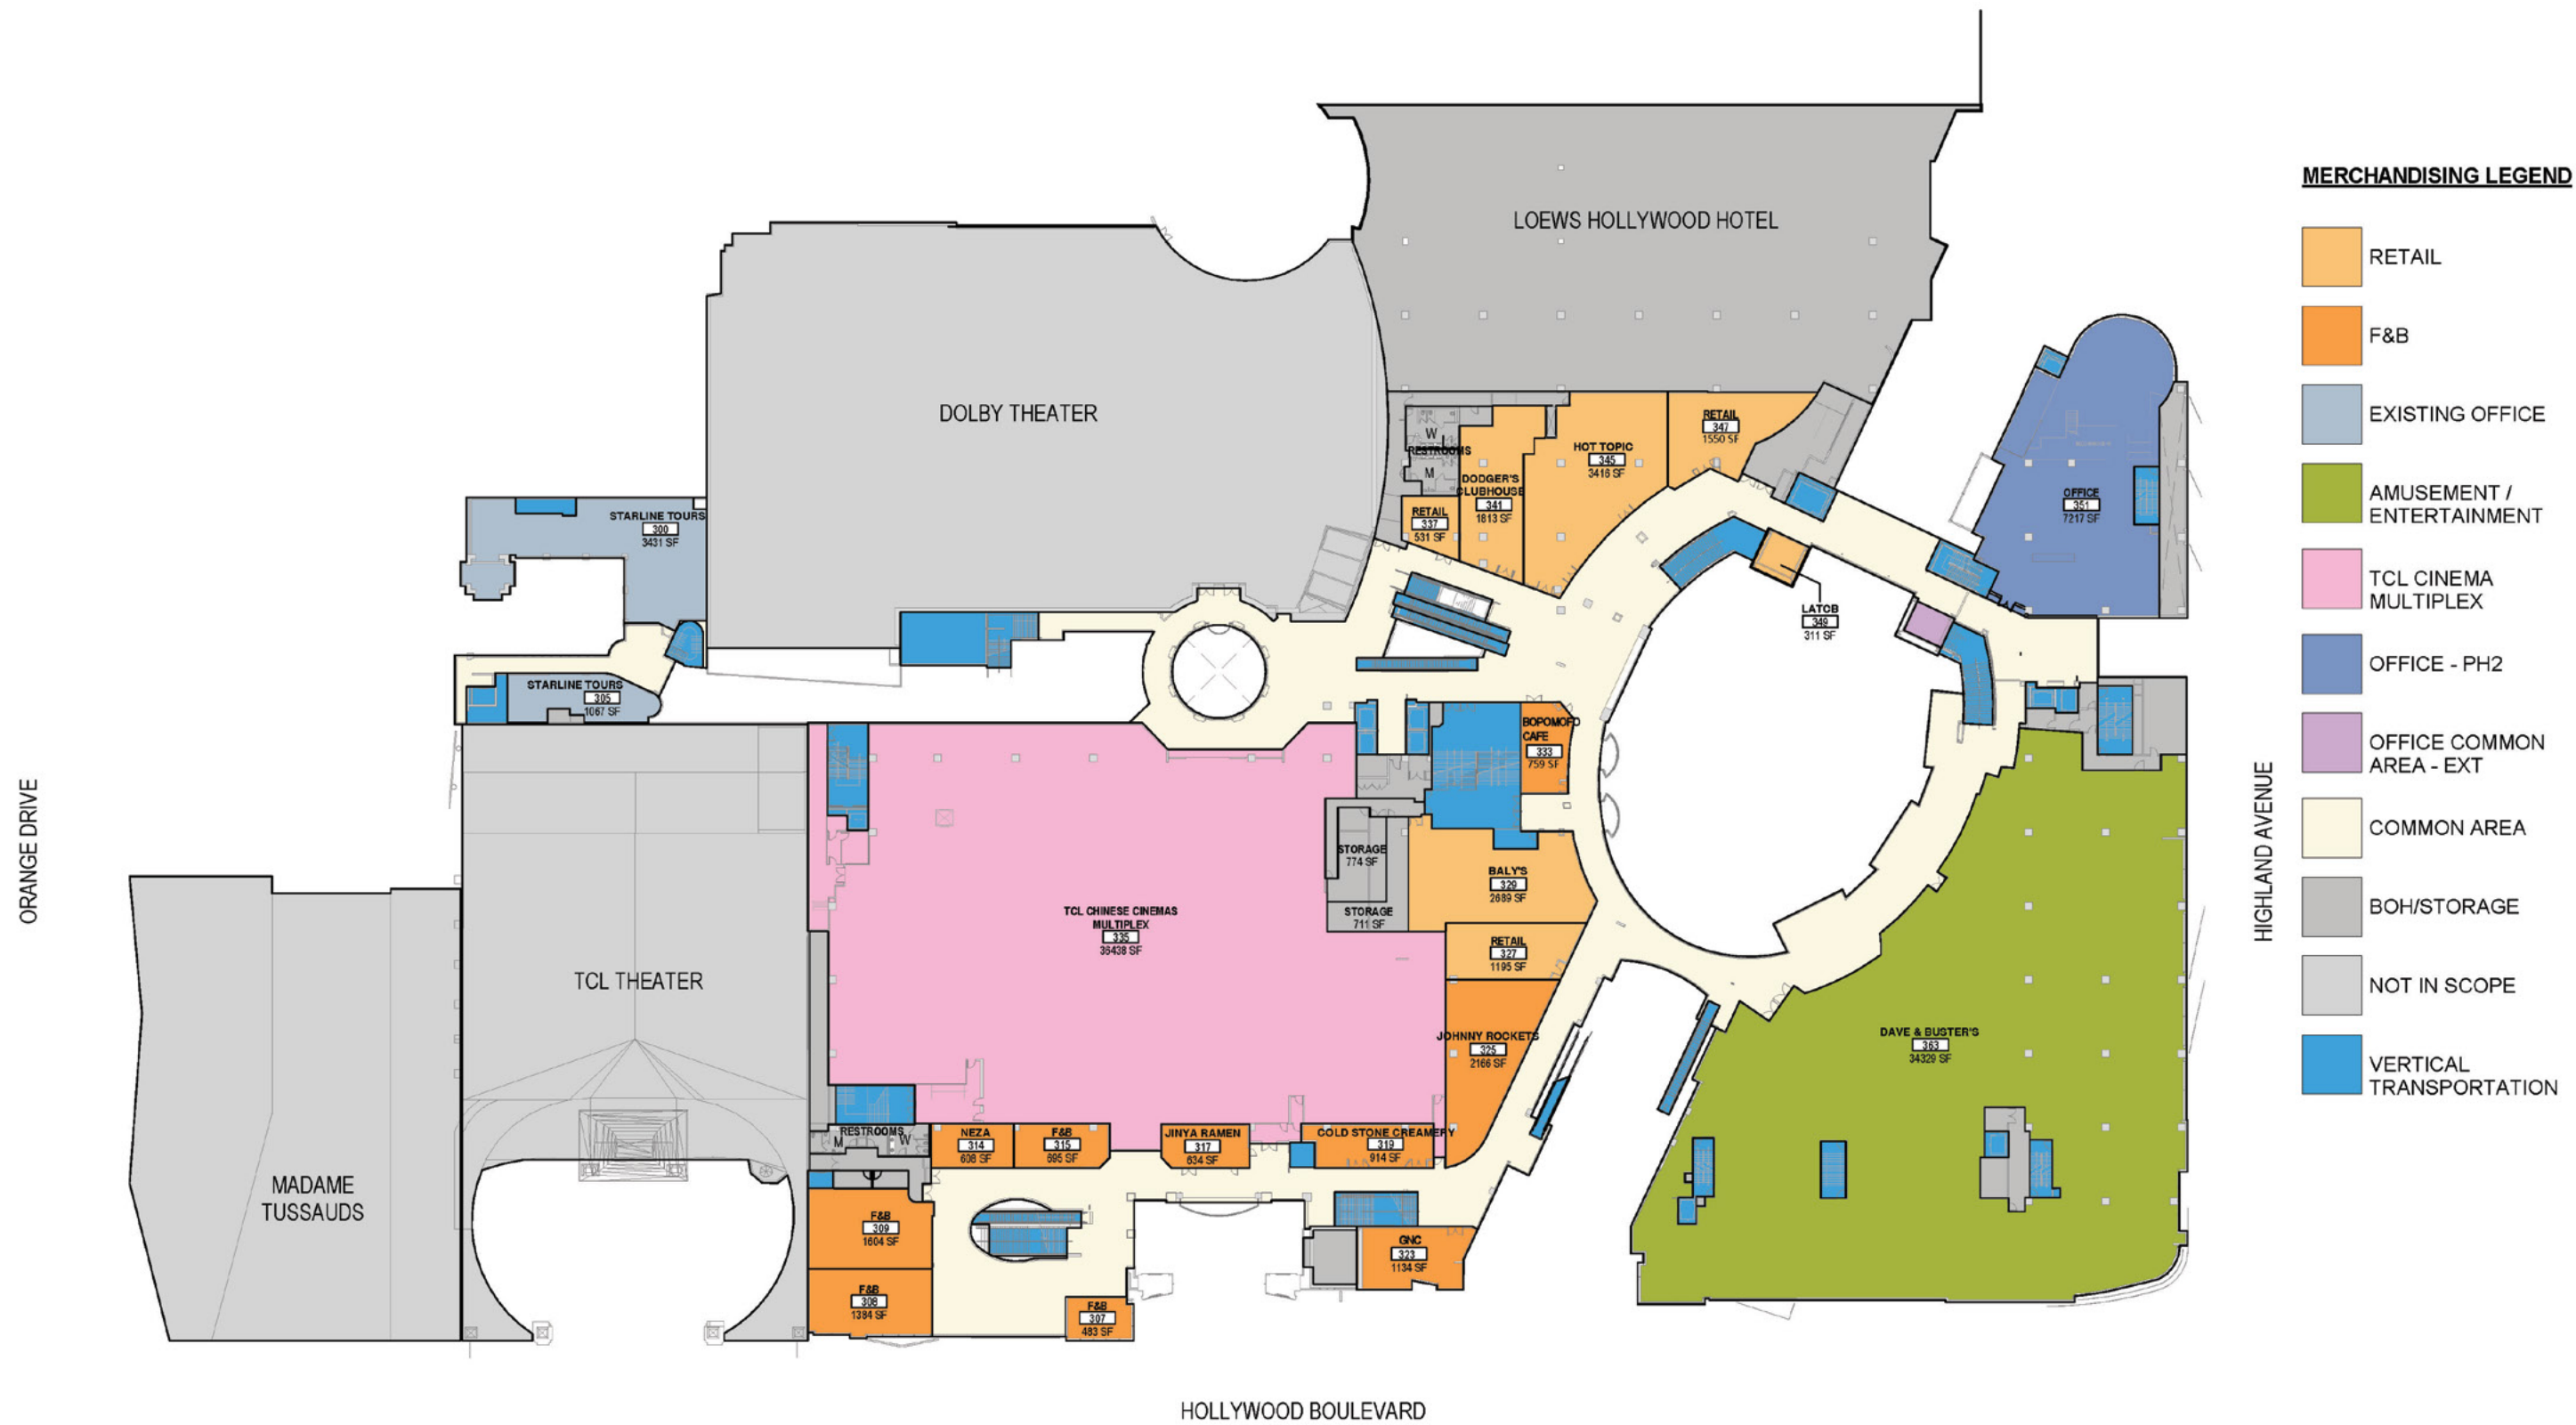 MERCHANDISING LEGEND
RETAIL
F&B
EXISTING OFFICE
AMUSEMENT /
ENTERTAINMENT
TCL CINEMA
MULTIPLEX
OFFICE - PH2
OFFICE COMMON
AREA - EXT
COMMON AREA
BOH/STORAGE
NOT IN SCOPE
VERTICAL
TRANSPORTATION
LOEWS HOLLYWOOD HOTEL
DOLBY THEATER
W
RESTROOMS
M
RETAIL
337
531 SF
DODGER'S
CLUBHOUSE
341
1813 SF
HOT TOPIC
345
3416 SF
RETAIL
347
1550 SF
OFFICE
351
7217 SF
LATCB
349
311 SF
STARLINE TOURS
300
3431 SF
STARLINE TOURS
305
1067 SF
BOPOMOFO
CAFE
333
759 SF
STORAGE
774 SF
STORAGE
711 SF
BALY'S
329
2689 SF
RETAIL
327
1195 SF
JOHNNY ROCKETS
325
2166 SF
TCL CHINESE CINEMAS
MULTIPLEX
335
36438 SF
TCL THEATER
MADAME
TUSSAUDS
DAVE & BUSTER'S
363
34329 SF
RESTROOMS
M
W
NEZA
314
608 SF
F&B
315
695 SF
JINYA RAMEN
317
634 SF
COLD STONE CREAMERY
319
914 SF
F&B
309
1604 SF
F&B
308
1384 SF
F&B
307
483 SF
GNC
323
1134 SF
ORANGE DRIVE
HIGHLAND AVENUE
HOLLYWOOD BOULEVARD